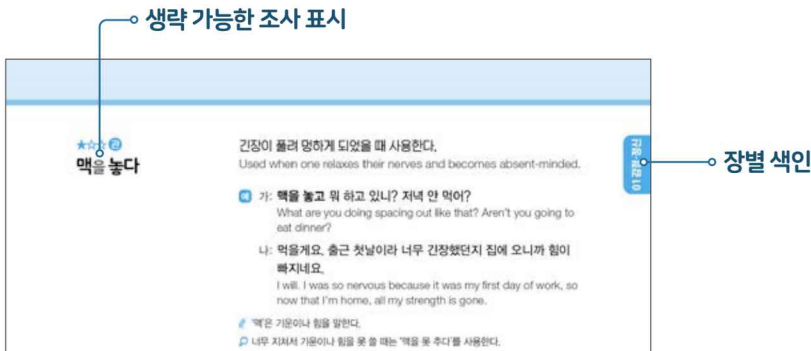 생략 가능한 조사 표시
★☆☆ 관
맥을 놓다
긴장이 풀려 멍하게 되었을 때 사용한다.
Used when one relaxes their nerves and becomes absent-minded.
예 가: 맥을 놓고 뭐 하고 있니? 저녁 안 먹어?
What are you doing spacing out like that? Aren't you going to
eat dinner?
나: 먹을게요. 출근 첫날이라 너무 긴장했던지 집에 오니까 힘이
빠지네요.
I will. I was so nervous because it was my first day of work, so
now that I'm home, all my strength is gone.
'맥'은 기운이나 힘을 말한다.
너무 지쳐서 기운이나 힘을 못 쓸 때는 '맥을 못 추다'를 사용한다.
01
장별 색인